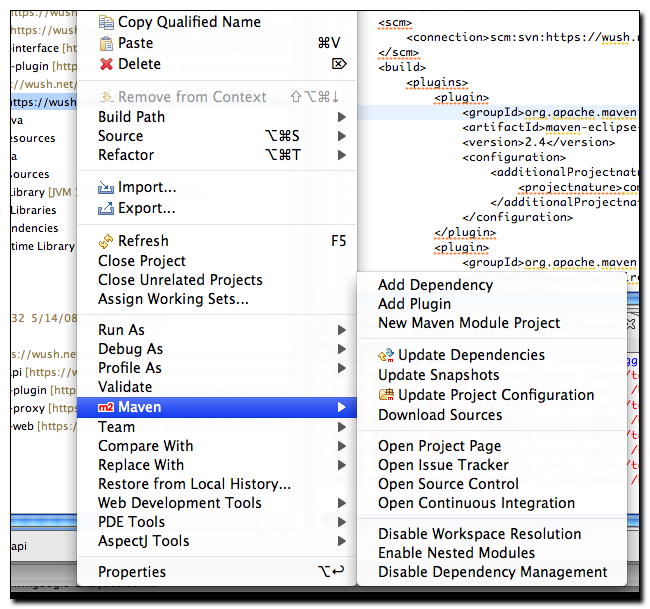 Copy Qualified Name
Paste ⌘V
Delete ⌦
Remove from Context ⇧⌥⌘↓
Build Path
Source ⌥⌘S
Refactor ⌥⌘T
Import...
Export...
Refresh F5
Close Project
Close Unrelated Projects
Assign Working Sets...
Run As
Debug As
Profile As
Validate
m2 Maven
Team
Compare With
Replace With
Restore from Local History...
Web Development Tools
PDE Tools
AspectJ Tools
Properties ⌥↩
Add Dependency
Add Plugin
New Maven Module Project
Update Dependencies
Update Snapshots
Update Project Configuration
Download Sources
Open Project Page
Open Issue Tracker
Open Source Control
Open Continuous Integration
Disable Workspace Resolution
Enable Nested Modules
Disable Dependency Management
<scm>
<connection>scm:svn:https://wush.
</scm>
<build>
<plugins>
<plugin>
<groupId>org.apache.maven
<artifactId>maven-eclipse-
<version>2.4</version>
<configuration>
<additionalProjectnat
<projectnature>co
</additionalProjectna
</configuration>
</plugin>
<plugin>
<groupId>org.apache.maven
https://wush
-interface [http
-plugin [https:/
s://wush.net/
https://wush
va
esources
a
sources
Library [JVM
Libraries
endencies
time Library
32 5/14/08
s://wush.ne
api [https://
-plugin [http
-proxy [http
-web [https:/
api